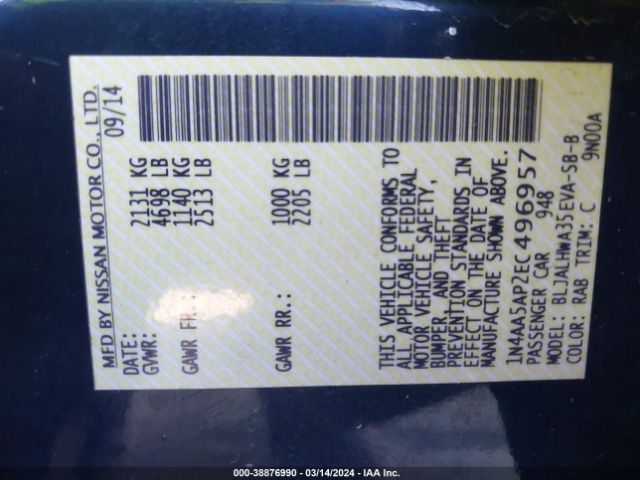 MFD BY NISSAN MOTOR CO., LTD.
DATE: 09/14
GVWR: 2131 KG
4698 LB
GAWR FR.: 1140 KG
2513 LB
GAWR RR.: 1000 KG
2205 LB
THIS VEHICLE CONFORMS TO
ALL APPLICABLE FEDERAL
MOTOR VEHICLE SAFETY,
BUMPER, AND THEFT
PREVENTION STANDARDS IN
EFFECT ON THE DATE OF
MANUFACTURE SHOWN ABOVE.
1N4AA5AP2EC496957
PASSENGER CAR 948
MODEL: BLJALHWA35EVA-SB-B
COLOR: RAB TRIM: C 9N00A
000-38876990 - 03/14/2024 - IAA Inc.